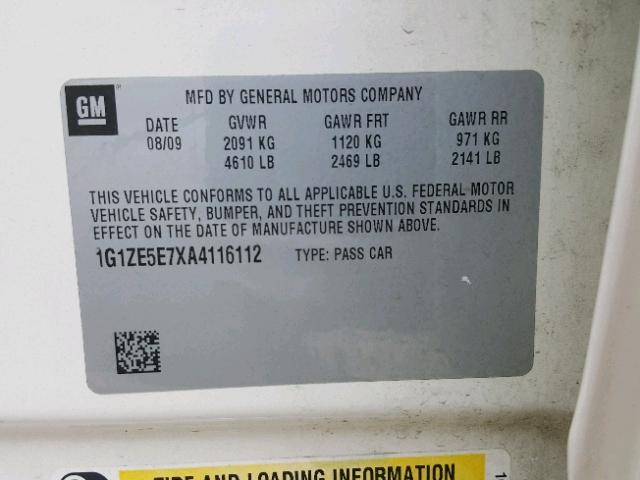 GM
MFD BY GENERAL MOTORS COMPANY
DATE GVWR GAWR FRT GAWR RR
08/09 2091 KG 1120 KG 971 KG
4610 LB 2469 LB 2141 LB
THIS VEHICLE CONFORMS TO ALL APPLICABLE U.S. FEDERAL MOTOR
VEHICLE SAFETY, BUMPER, AND THEFT PREVENTION STANDARDS IN
EFFECT ON THE DATE OF MANUFACTURE SHOWN ABOVE.
1G1ZE5E7XA4116112 TYPE: PASS CAR
TIRE AND LOADING INFORMATION